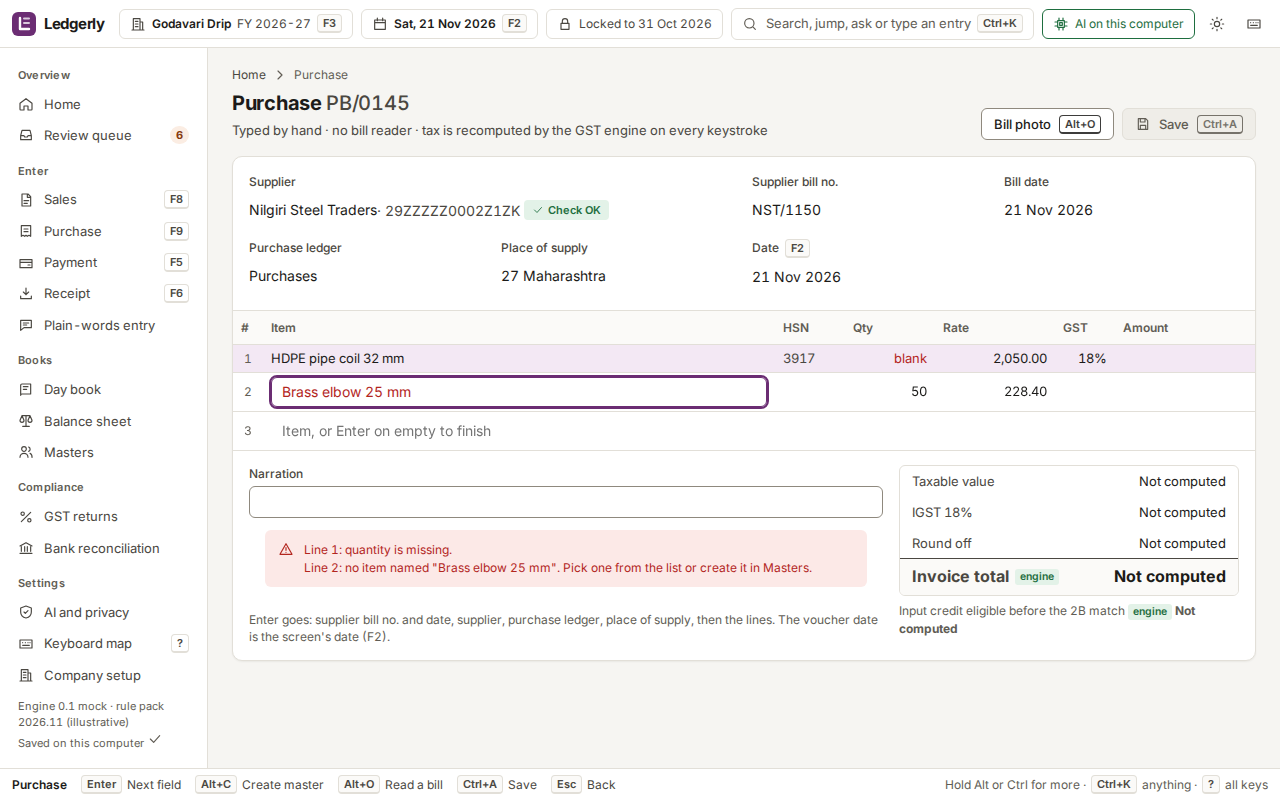 Ledgerly
Godavari Drip FY 2026-27 F3
Sat, 21 Nov 2026 F2
Locked to 31 Oct 2026
Search, jump, ask or type an entry Ctrl+K
AI on this computer
Overview
Home
Review queue 6
Enter
Sales F8
Purchase F9
Payment F5
Receipt F6
Plain-words entry
Books
Day book
Balance sheet
Masters
Compliance
GST returns
Bank reconciliation
Settings
AI and privacy
Keyboard map ?
Company setup
Engine 0.1 mock · rule pack
2026.11 (illustrative)
Saved on this computer
Home > Purchase
Purchase PB/0145
Typed by hand · no bill reader · tax is recomputed by the GST engine on every keystroke
Bill photo Alt+O
Save Ctrl+A
Supplier
Nilgiri Steel Traders· 29ZZZZZ0002Z1ZK Check OK
Supplier bill no.
NST/1150
Bill date
21 Nov 2026
Purchase ledger
Purchases
Place of supply
27 Maharashtra
Date F2
21 Nov 2026
# Item HSN Qty Rate GST Amount
1 HDPE pipe coil 32 mm 3917 blank 2,050.00 18%
2 Brass elbow 25 mm 50 228.40
3 Item, or Enter on empty to finish
Narration
Line 1: quantity is missing.
Line 2: no item named "Brass elbow 25 mm". Pick one from the list or create it in Masters.
Enter goes: supplier bill no. and date, supplier, purchase ledger, place of supply, then the lines. The voucher date
is the screen's date (F2).
Taxable value Not computed
IGST 18% Not computed
Round off Not computed
Invoice total engine Not computed
Input credit eligible before the 2B match engine Not
computed
Purchase Enter Next field Alt+C Create master Alt+O Read a bill Ctrl+A Save Esc Back
Hold Alt or Ctrl for more · Ctrl+K anything · ? all keys